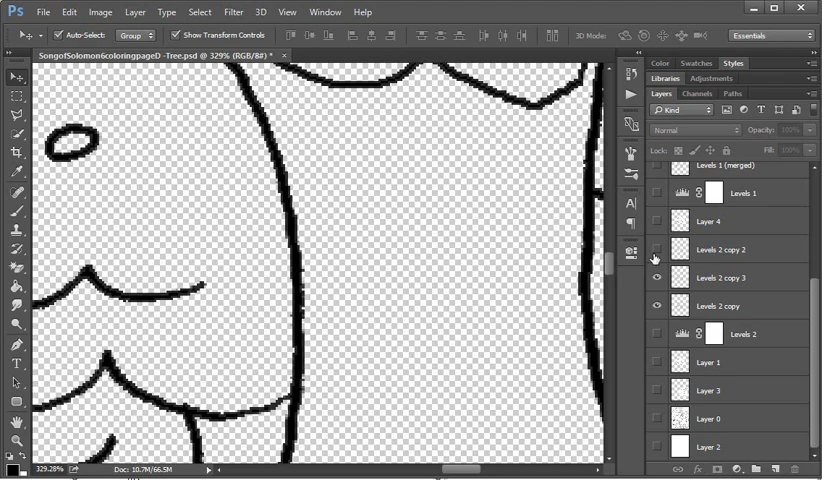 Ps File Edit Image Layer Type Select Filter 3D View Window Help
Auto-Select: Group Show Transform Controls 3D Mode: Essentials
SongofSolomon6coloringpageD -Tree.psd @ 329% (RGB/8#) * ×
Color Swatches Styles
Libraries Adjustments
Layers Channels Paths
Kind
Normal Opacity: 100%
Lock: Fill: 100%
Levels 1 (merged)
Levels 1
Layer 4
Levels 2 copy 2
Levels 2 copy 3
Levels 2 copy
Levels 2
Layer 1
Layer 3
Layer 0
Layer 2
329.28% Doc: 10.7M/66.5M